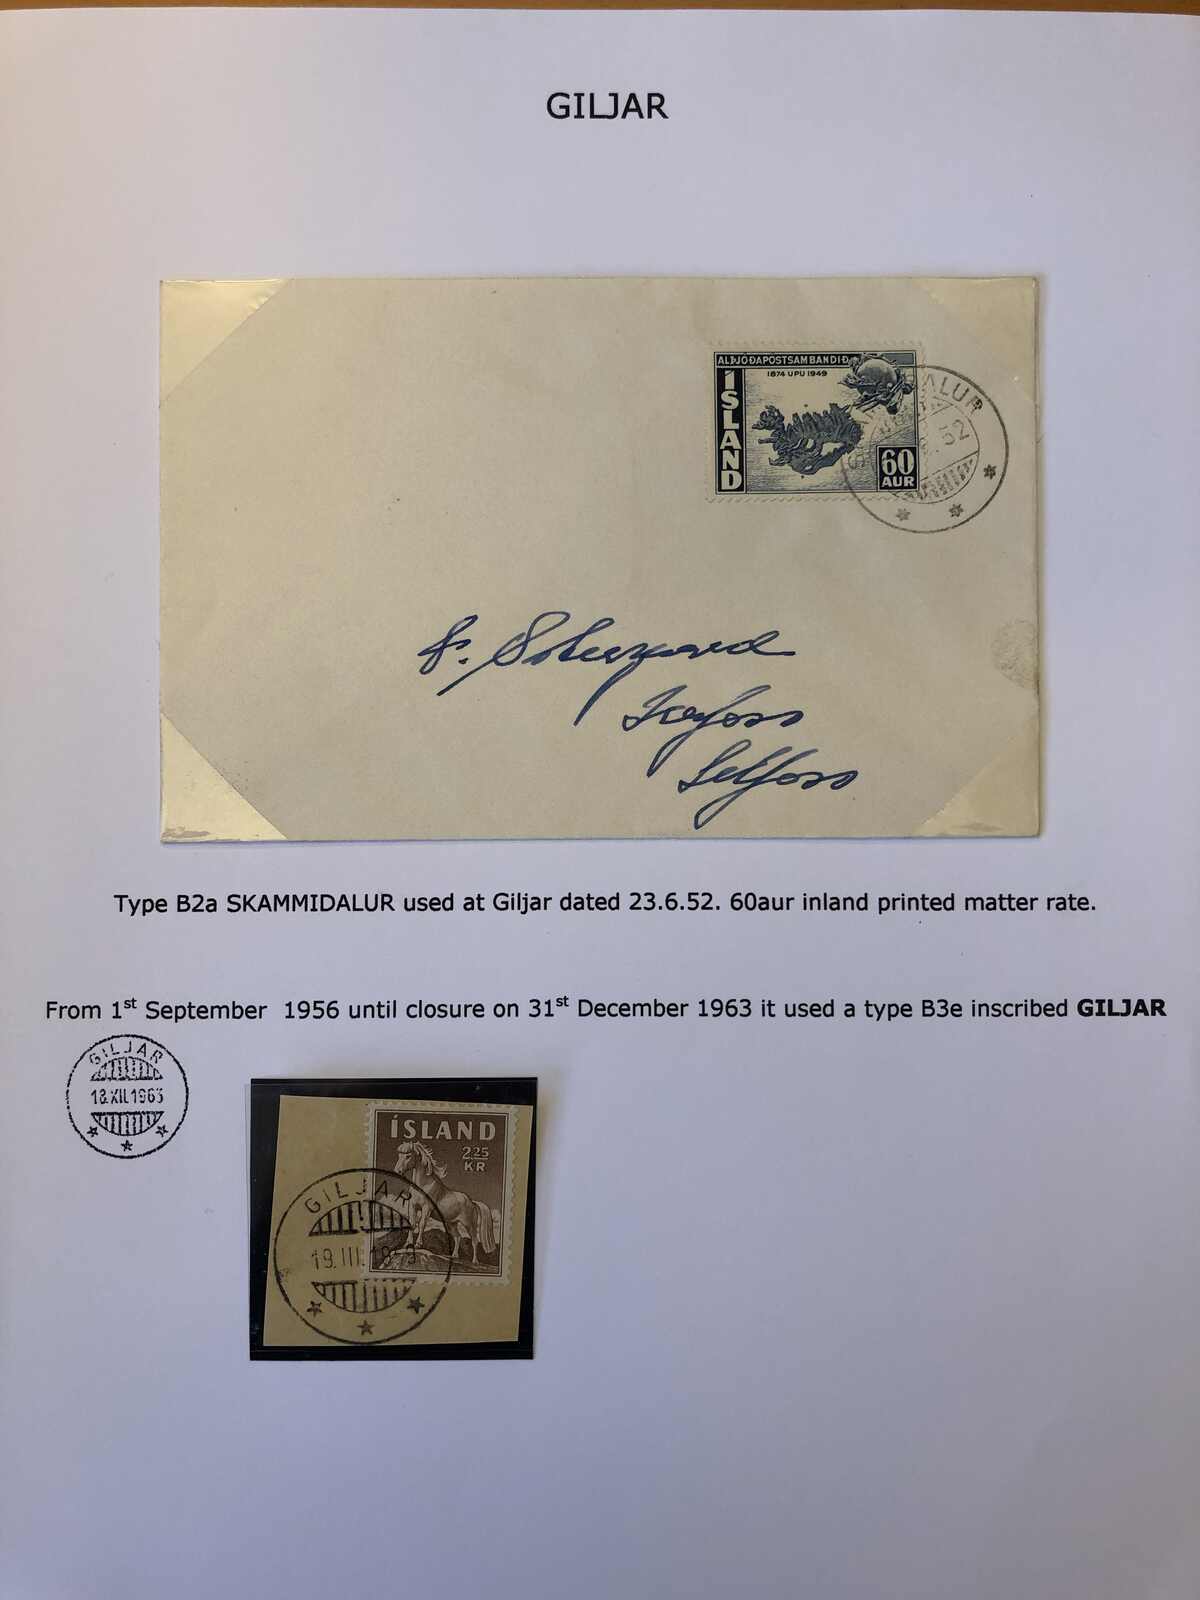 GILJAR
ALÞJÓÐAPOSTSAMBANDIÐ
1874 UPU 1949
ÍSLAND
60
AUR
ALUR
52
Selfoss
Type B2a SKAMMIDALUR used at Giljar dated 23.6.52. 60aur inland printed matter rate.
From 1st September 1956 until closure on 31st December 1963 it used a type B3e inscribed GILJAR
GILJAR
18.XII.1963
ÍSLAND
2.25
KR
GILJAR
19.III.